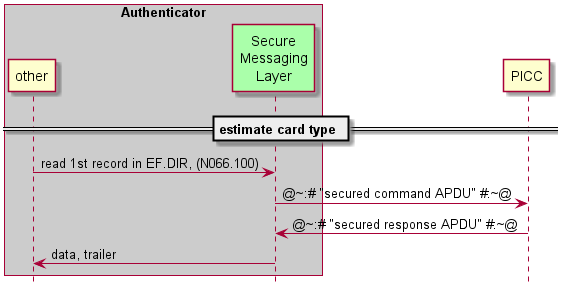 Authenticator
other
Secure
Messaging
Layer
PICC
estimate card type
read 1st record in EF.DIR, (N066.100)
@~:# "secured command APDU" #:~@
@~:# "secured response APDU" #:~@
data, trailer